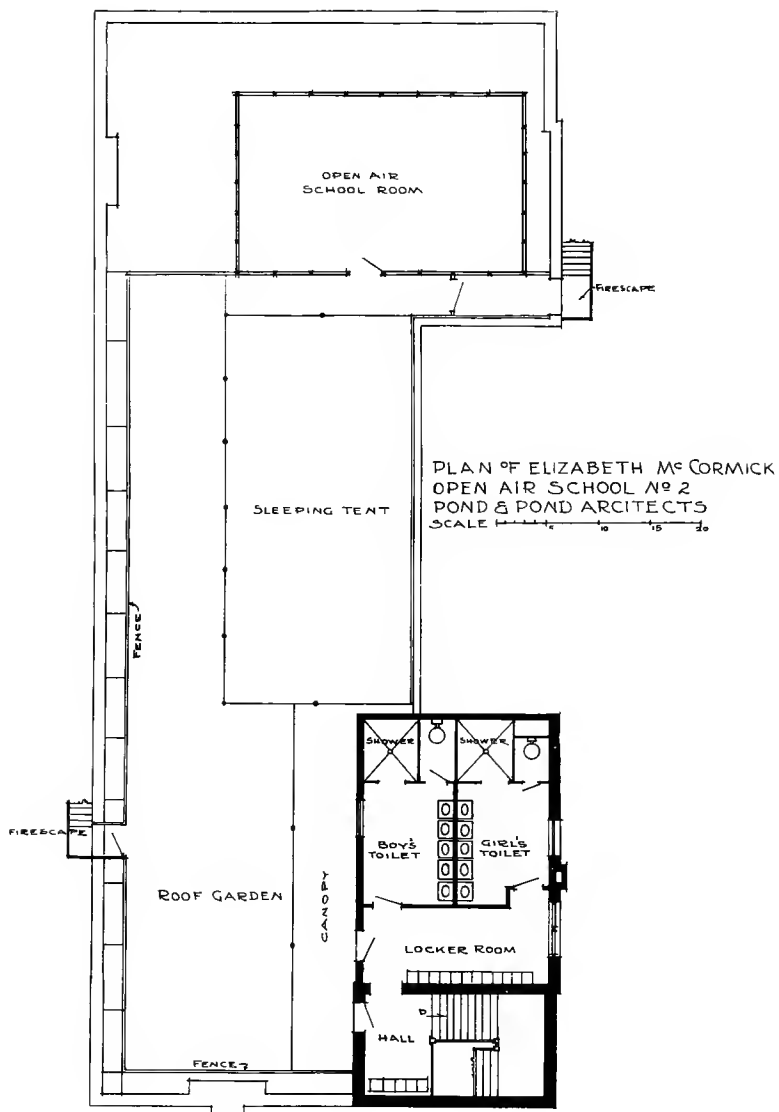 OPEN AIR
SCHOOL ROOM
FIRESCAPE
PLAN OF ELIZABETH Mc CORMICK
OPEN AIR SCHOOL No 2
POND & POND ARCITECTS
SCALE 5 10 15 20
SLEEPING TENT
FENCE
SHOWER
SHOWER
FIRESCAPE
BOY'S
TOILET
GIRL'S
TOILET
ROOF GARDEN
CANOPY
LOCKER ROOM
D
HALL
FENCE